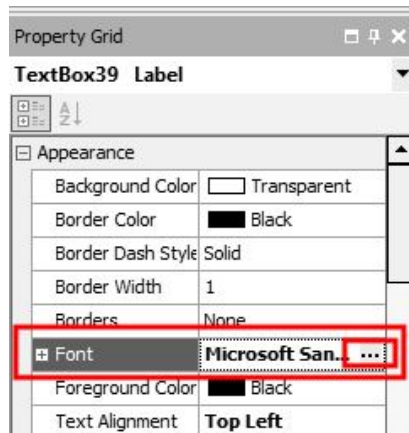 Property Grid
TextBox39 Label
Appearance
Background Color Transparent
Border Color Black
Border Dash Style Solid
Border Width 1
Borders None
Font Microsoft San... ...
Foreground Color Black
Text Alignment Top Left